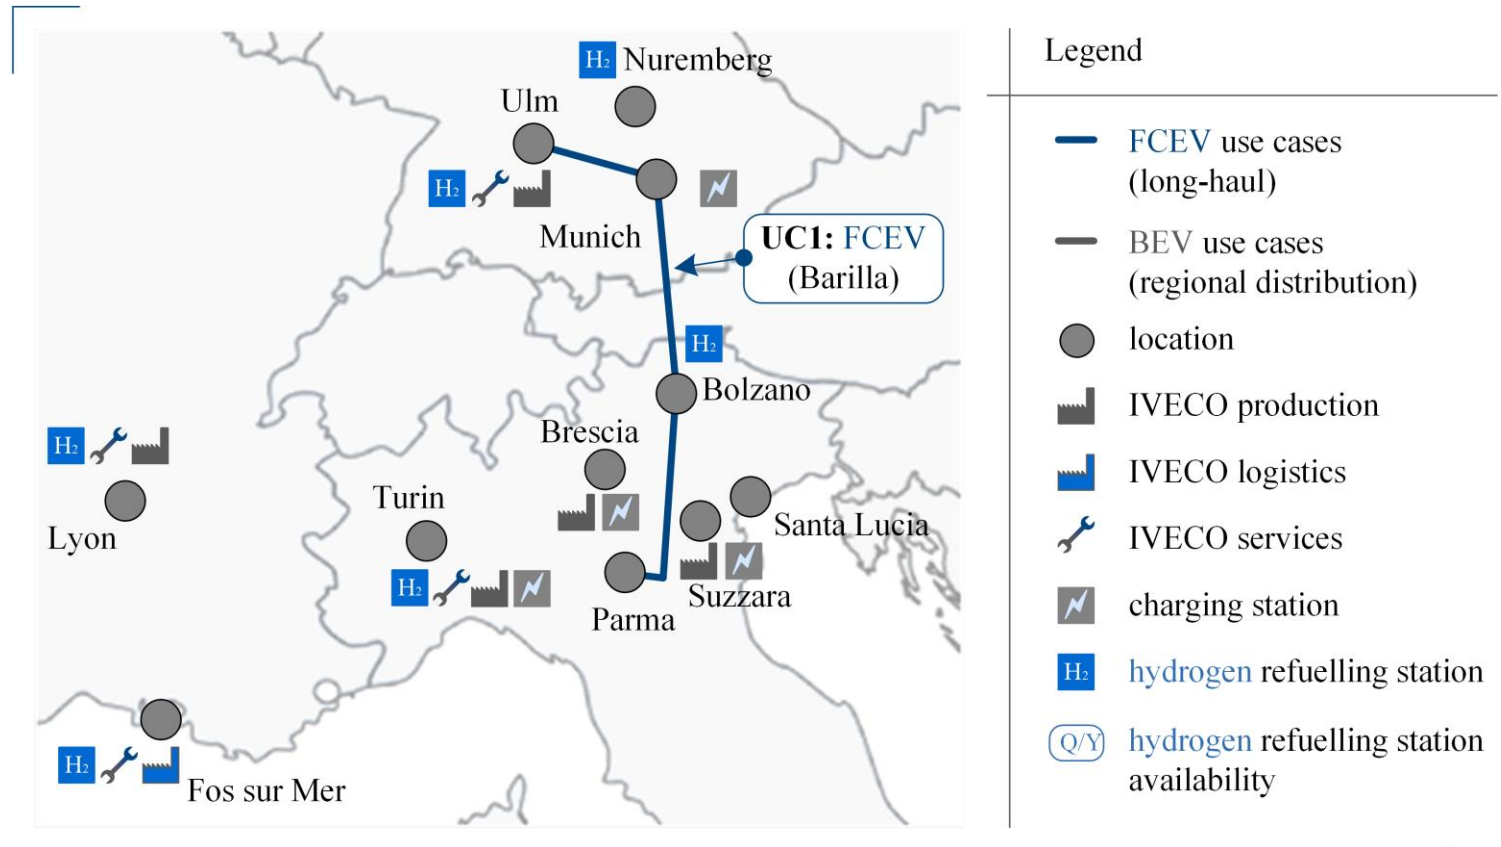 H₂ Nuremberg
Ulm
H₂
Munich
UC1: FCEV
(Barilla)
H₂
Bolzano
Brescia
H₂
Lyon
Turin
Santa Lucia
H₂
Suzzara
Parma
H₂
Fos sur Mer
Legend
FCEV use cases
(long-haul)
BEV use cases
(regional distribution)
location
IVECO production
IVECO logistics
IVECO services
charging station
H₂ hydrogen refuelling station
Q/Y hydrogen refuelling station
availability